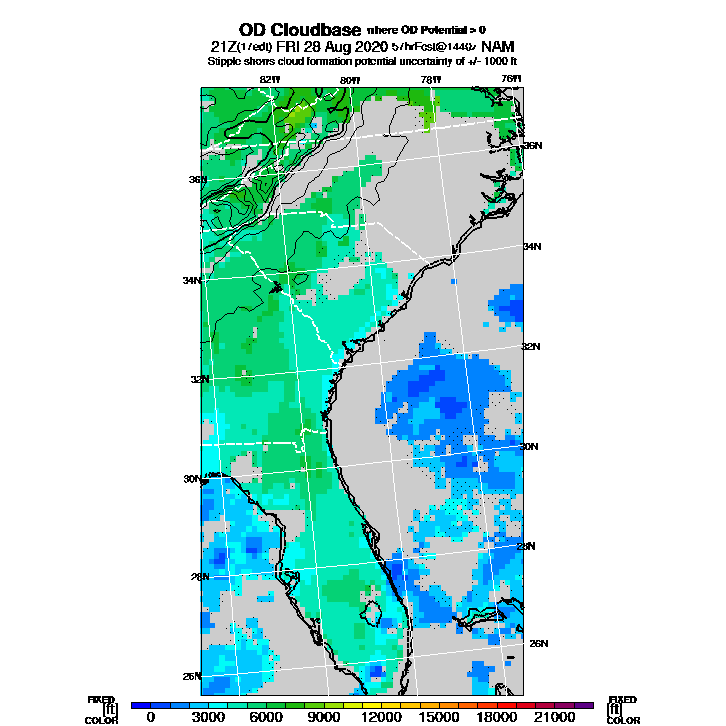 OD Cloudbase where OD Potential > 0
21Z(17edt) FRI 28 Aug 2020 57hrFcst@1440z NAM
Stipple shows cloud formation potential uncertainty of +/- 1000 ft
82W 80W 78W 76W
36N
36N
34N
34N
32N
32N
30N
30N
28N
28N
26N
26N
FIXED FIXED
[ft] [ft]
COLOR COLOR
0 3000 6000 9000 12000 15000 18000 21000